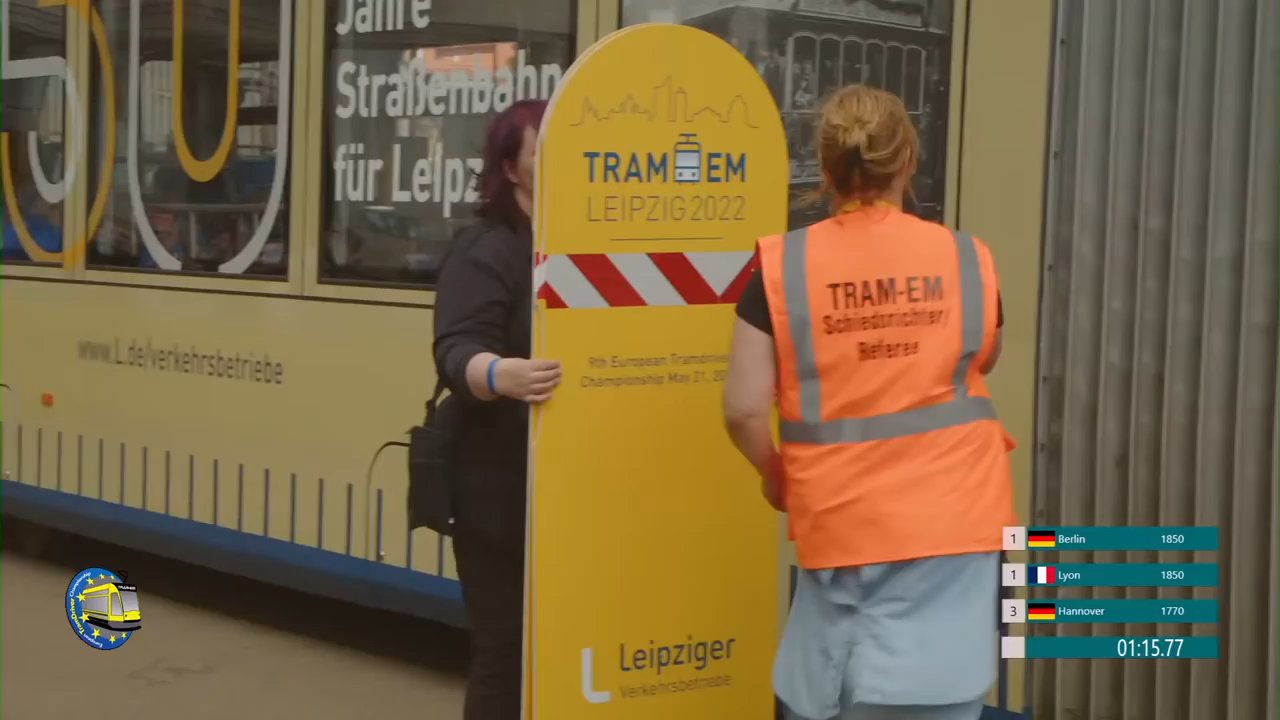 50
Jahre
Straßenbahn
für Leipz
www.L.de/verkehrsbetriebe
TRAM EM
LEIPZIG 2022
9th European Tramdrive
Championship May 21, 20
L Leipziger
Verkehrsbetriebe
TRAM-EM
Schiedsrichter/
Referee
1 Berlin 1850
1 Lyon 1850
3 Hannover 1770
01:15.77